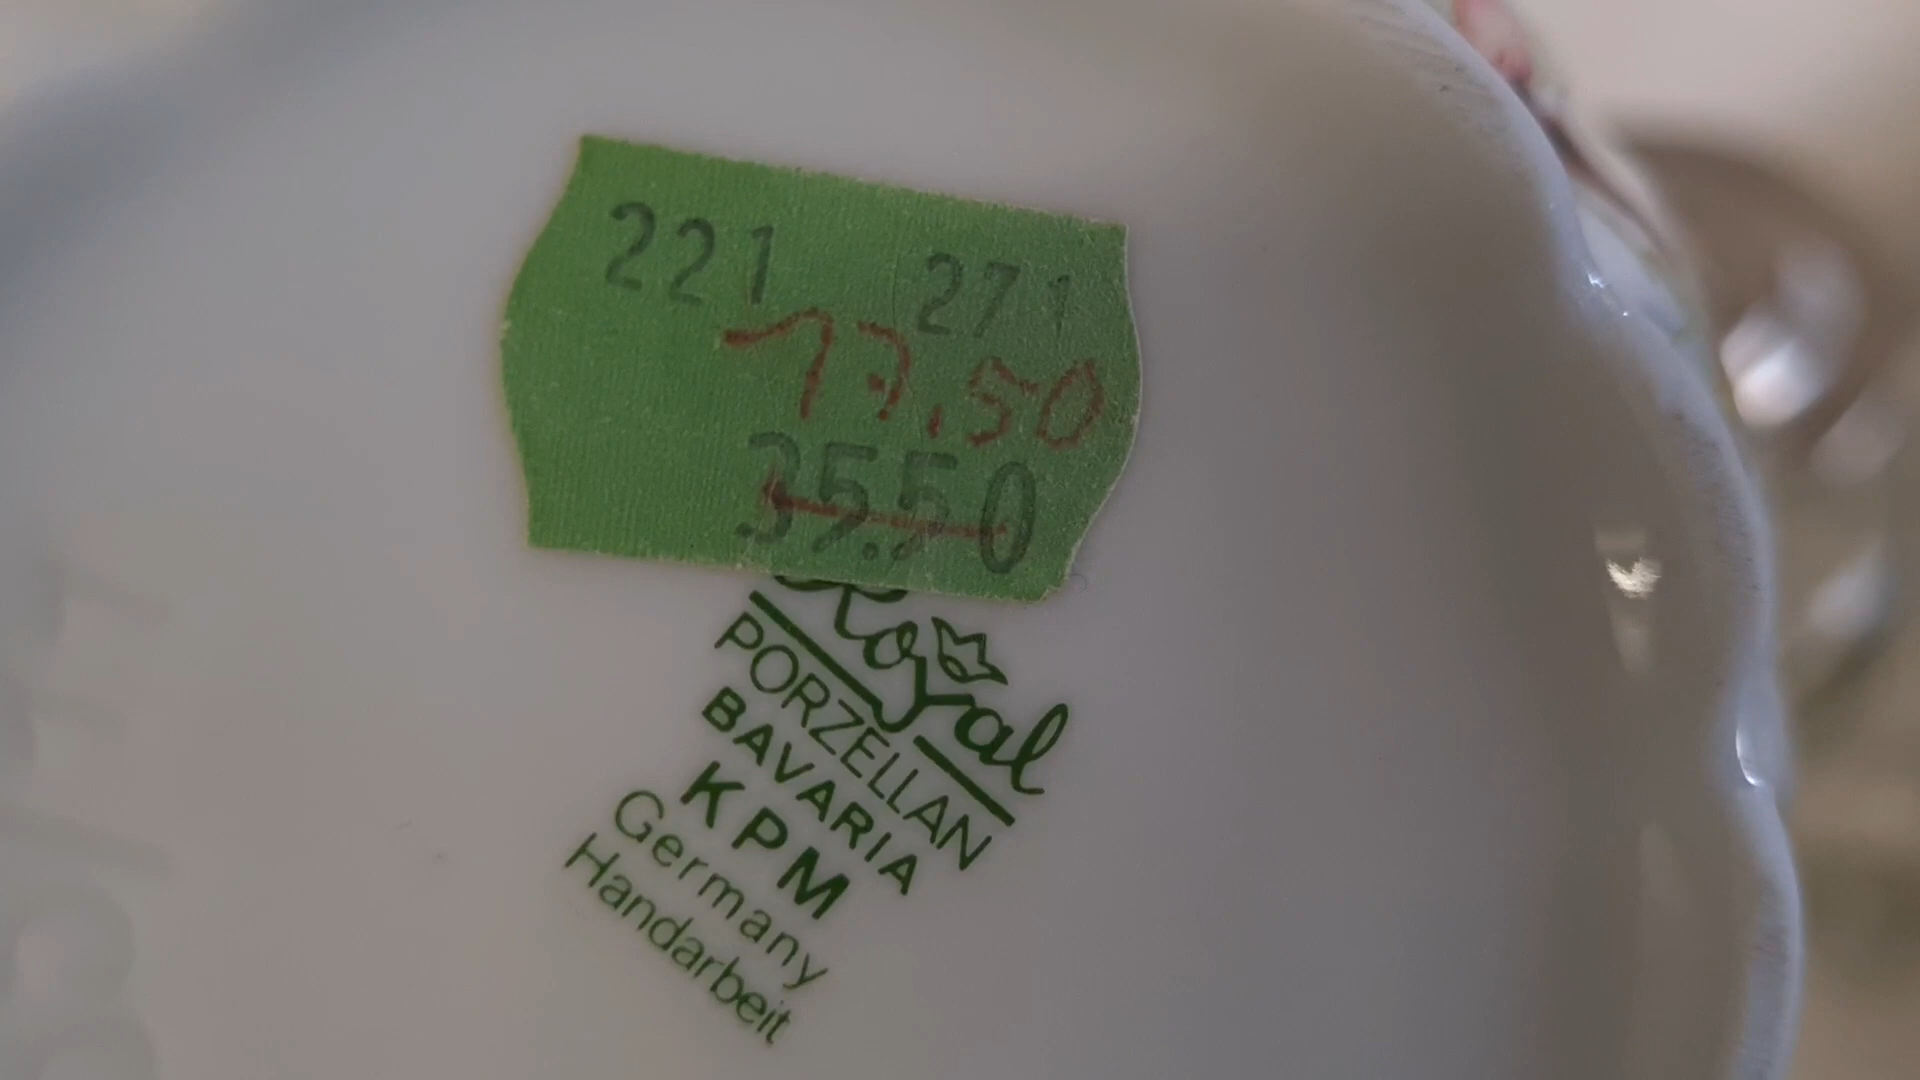 221 271
17.50
35.50
Royal
PORZELLAN
BAVARIA
KPM
Germany
Handarbeit